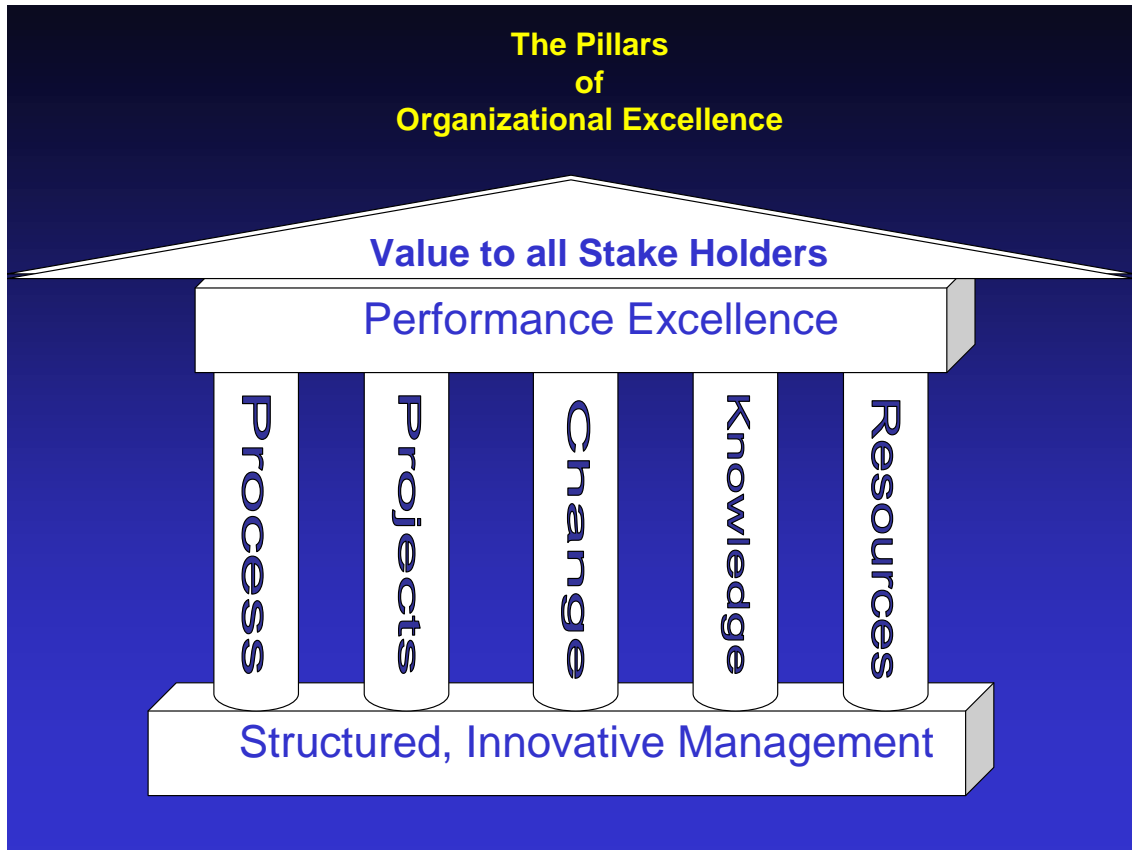 The Pillars
of
Organizational Excellence
Value to all Stake Holders
Performance Excellence
Process
Projects
Change
Knowledge
Resources
Structured, Innovative Management